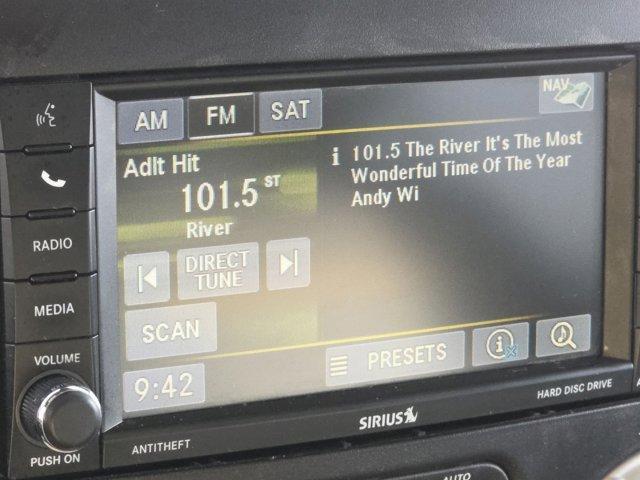 AM FM SAT NAV
Adlt Hit
101.5 ST
River
DIRECT
TUNE
SCAN
9:42
i 101.5 The River It's The Most
Wonderful Time Of The Year
Andy Wi
PRESETS
RADIO
MEDIA
VOLUME
PUSH ON
ANTITHEFT
SIRIUS
HARD DISC DRIVE
AUTO